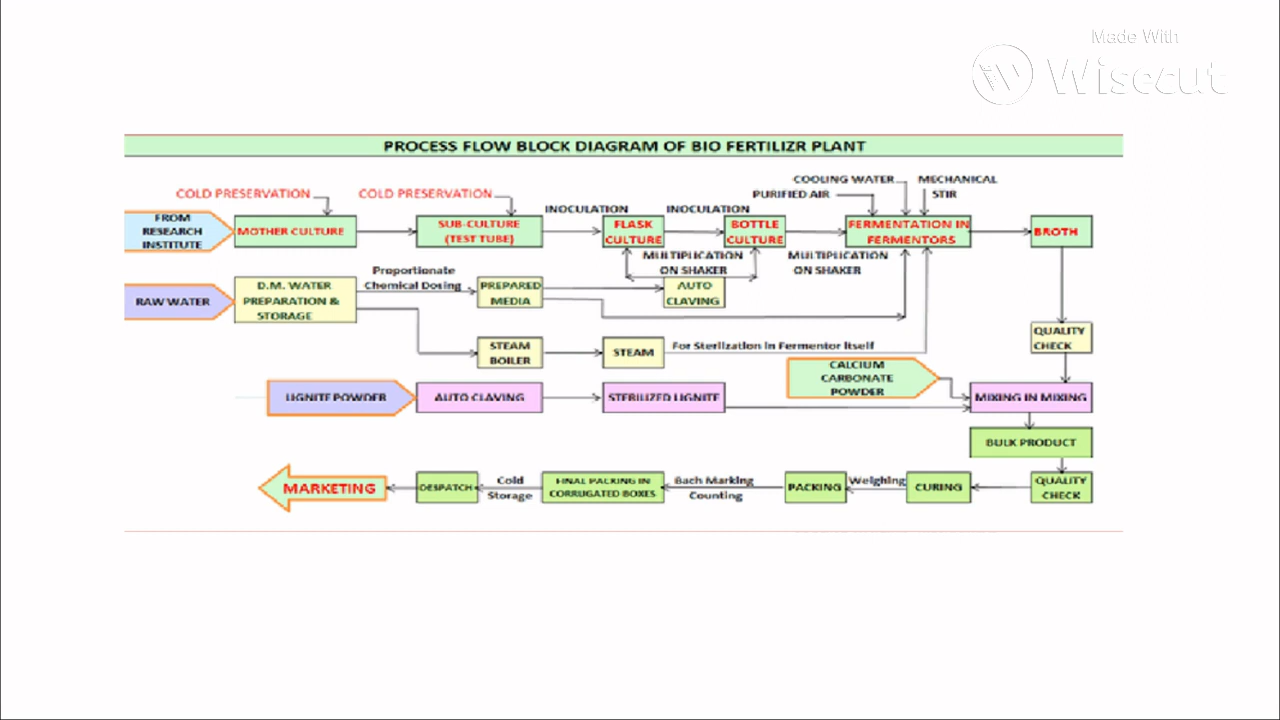 Made With
Wisecut
PROCESS FLOW BLOCK DIAGRAM OF BIO FERTILIZR PLANT
COLD PRESERVATION
COLD PRESERVATION
COOLING WATER
MECHANICAL
STIR
PURIFIED AIR
FROM
RESEARCH
INSTITUTE
MOTHER CULTURE
SUB-CULTURE
(TEST TUBE)
INOCULATION
FLASK
CULTURE
INOCULATION
BOTTLE
CULTURE
FERMENTATION IN
FERMENTORS
BROTH
MULTIPLICATION
ON SHAKER
MULTIPLICATION
ON SHAKER
RAW WATER
D.M. WATER
PREPARATION &
STORAGE
Proportionate
Chemical Dosing
PREPARED
MEDIA
AUTO
CLAVING
QUALITY
CHECK
STEAM
BOILER
STEAM
For Sterilization in Fermentor Itself
CALCIUM
CARBONATE
POWDER
LIGNITE POWDER
AUTO CLAVING
STERILIZED LIGNITE
MIXING IN MIXING
BULK PRODUCT
MARKETING
DESPATCH
Cold
Storage
FINAL PACKING IN
CORRUGATED BOXES
Bach Marking
Counting
PACKING
Weighing
CURING
QUALITY
CHECK